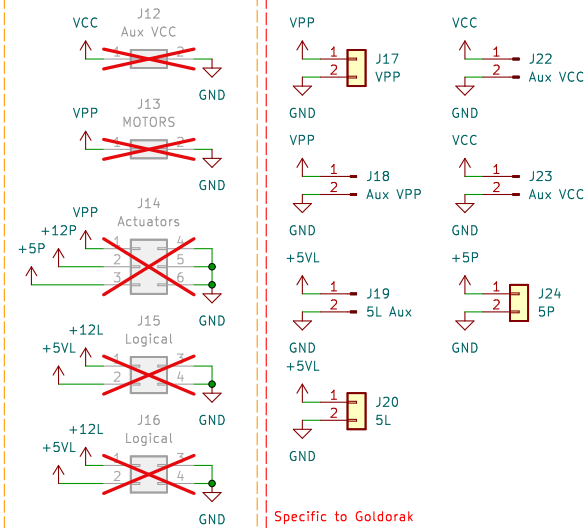 J12
VCC
Aux VCC
1
2
GND
J13
VPP
MOTORS
1
2
GND
J14
VPP
Actuators
+12P
+5P
1
4
2
5
3
6
GND
J15
+12L
Logical
+5VL
1
3
2
4
GND
J16
+12L
Logical
+5VL
1
3
2
4
GND
VPP
1
J17
2
VPP
GND
VPP
1
J18
2
Aux VPP
GND
+5VL
1
J19
2
5L Aux
GND
+5VL
1
J20
2
5L
GND
VCC
1
J22
2
Aux VCC
GND
VCC
1
J23
2
Aux VCC
GND
+5P
1
J24
2
5P
GND
Specific to Goldorak